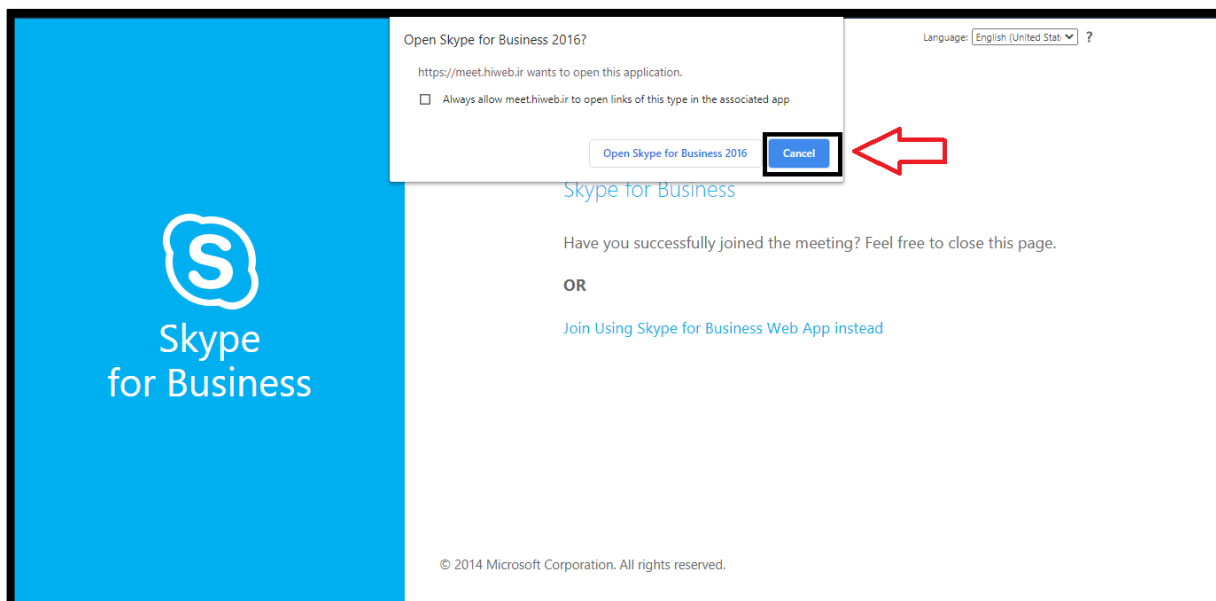 Open Skype for Business 2016?
https://meet.hiweb.ir wants to open this application.
Always allow meet.hiweb.ir to open links of this type in the associated app
Open Skype for Business 2016 Cancel
Language: English (United Stat ?
Skype for Business
Have you successfully joined the meeting? Feel free to close this page.
OR
Join Using Skype for Business Web App instead
S
Skype
for Business
© 2014 Microsoft Corporation. All rights reserved.